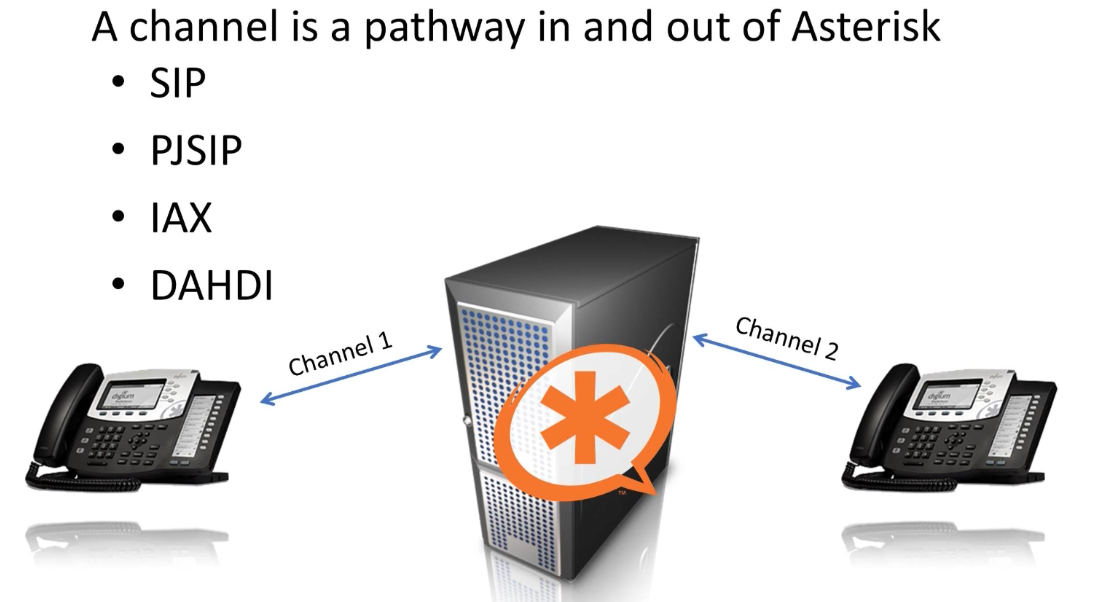 A channel is a pathway in and out of Asterisk
• SIP
• PJSIP
• IAX
• DAHDI
Channel 1
Channel 2
digium
digium
TM